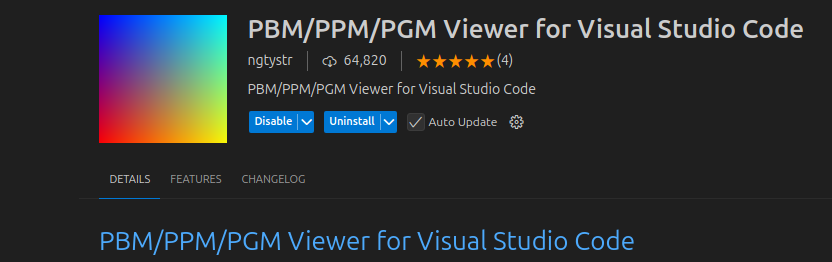 PBM/PPM/PGM Viewer for Visual Studio Code
ngtystr 64,820 (4)
PBM/PPM/PGM Viewer for Visual Studio Code
Disable Uninstall Auto Update
DETAILS FEATURES CHANGELOG
PBM/PPM/PGM Viewer for Visual Studio Code